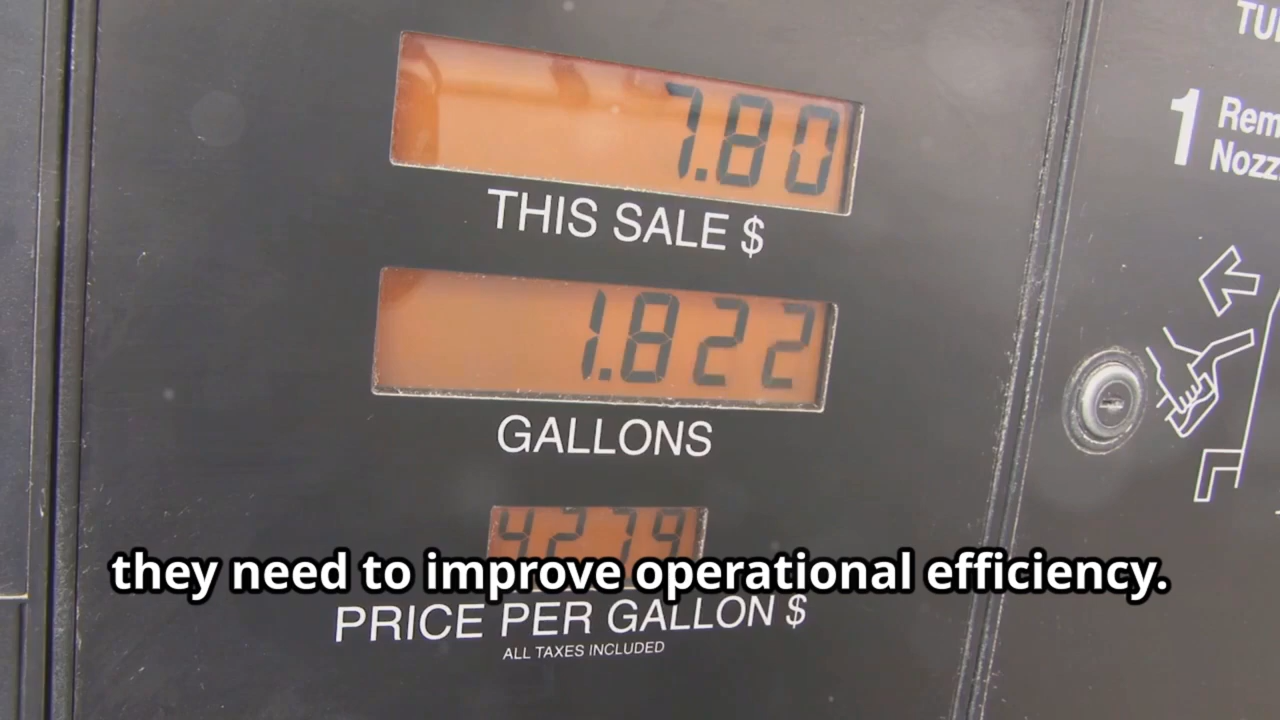 7.80
THIS SALE $
1.822
GALLONS
4279
they need to improve operational efficiency.
PRICE PER GALLON $
ALL TAXES INCLUDED
1